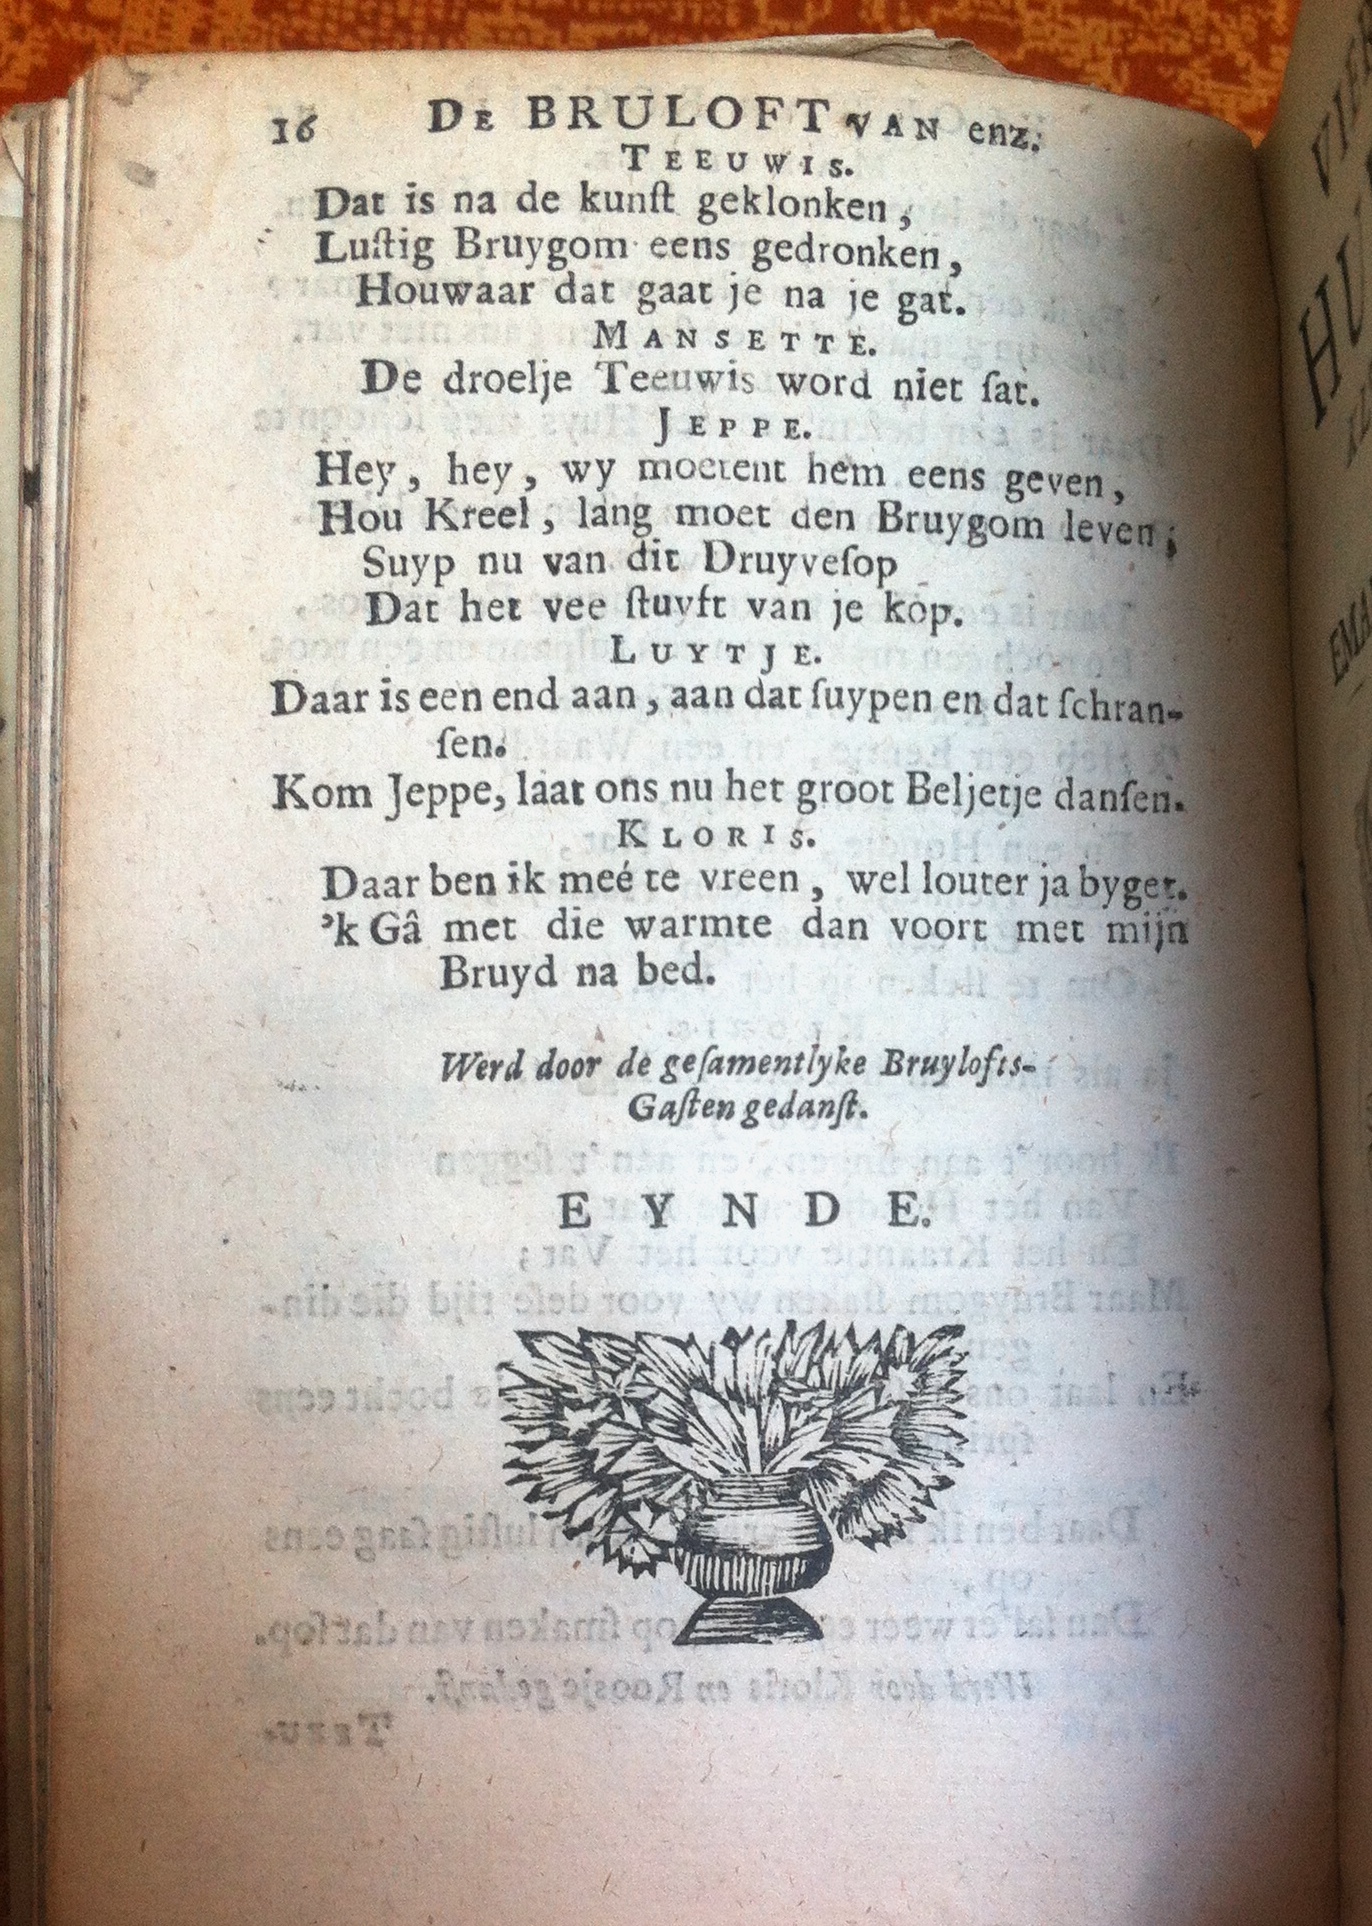 16 DE BRULOFT VAN enz.
TEEUWIS.
Dat is na de kunſt geklonken,
Luſtig Bruygom eens gedronken,
Houwaar dat gaat je na je gat.
MANSETTE.
De droelje Teeuwis word niet ſat.
JEPPE.
Hey, hey, wy moetent hem eens geven,
Hou Kreel, lang moet den Bruygom leven;
Suyp nu van dit Druyveſop
Dat het vee ſtuyft van je kop.
LUYTJE.
Daar is een end aan, aan dat ſuypen en dat ſchran-
ſen.
Kom Jeppe, laat ons nu het groot Beljetje danſen.
KLORIS.
Daar ben ik meé te vreen, wel louter ja byget.
'k Gâ met die warmte dan voort met mijn
Bruyd na bed.
Werd door de geſamentlyke Bruylofts-
Gaſten gedanſt.
EYNDE.